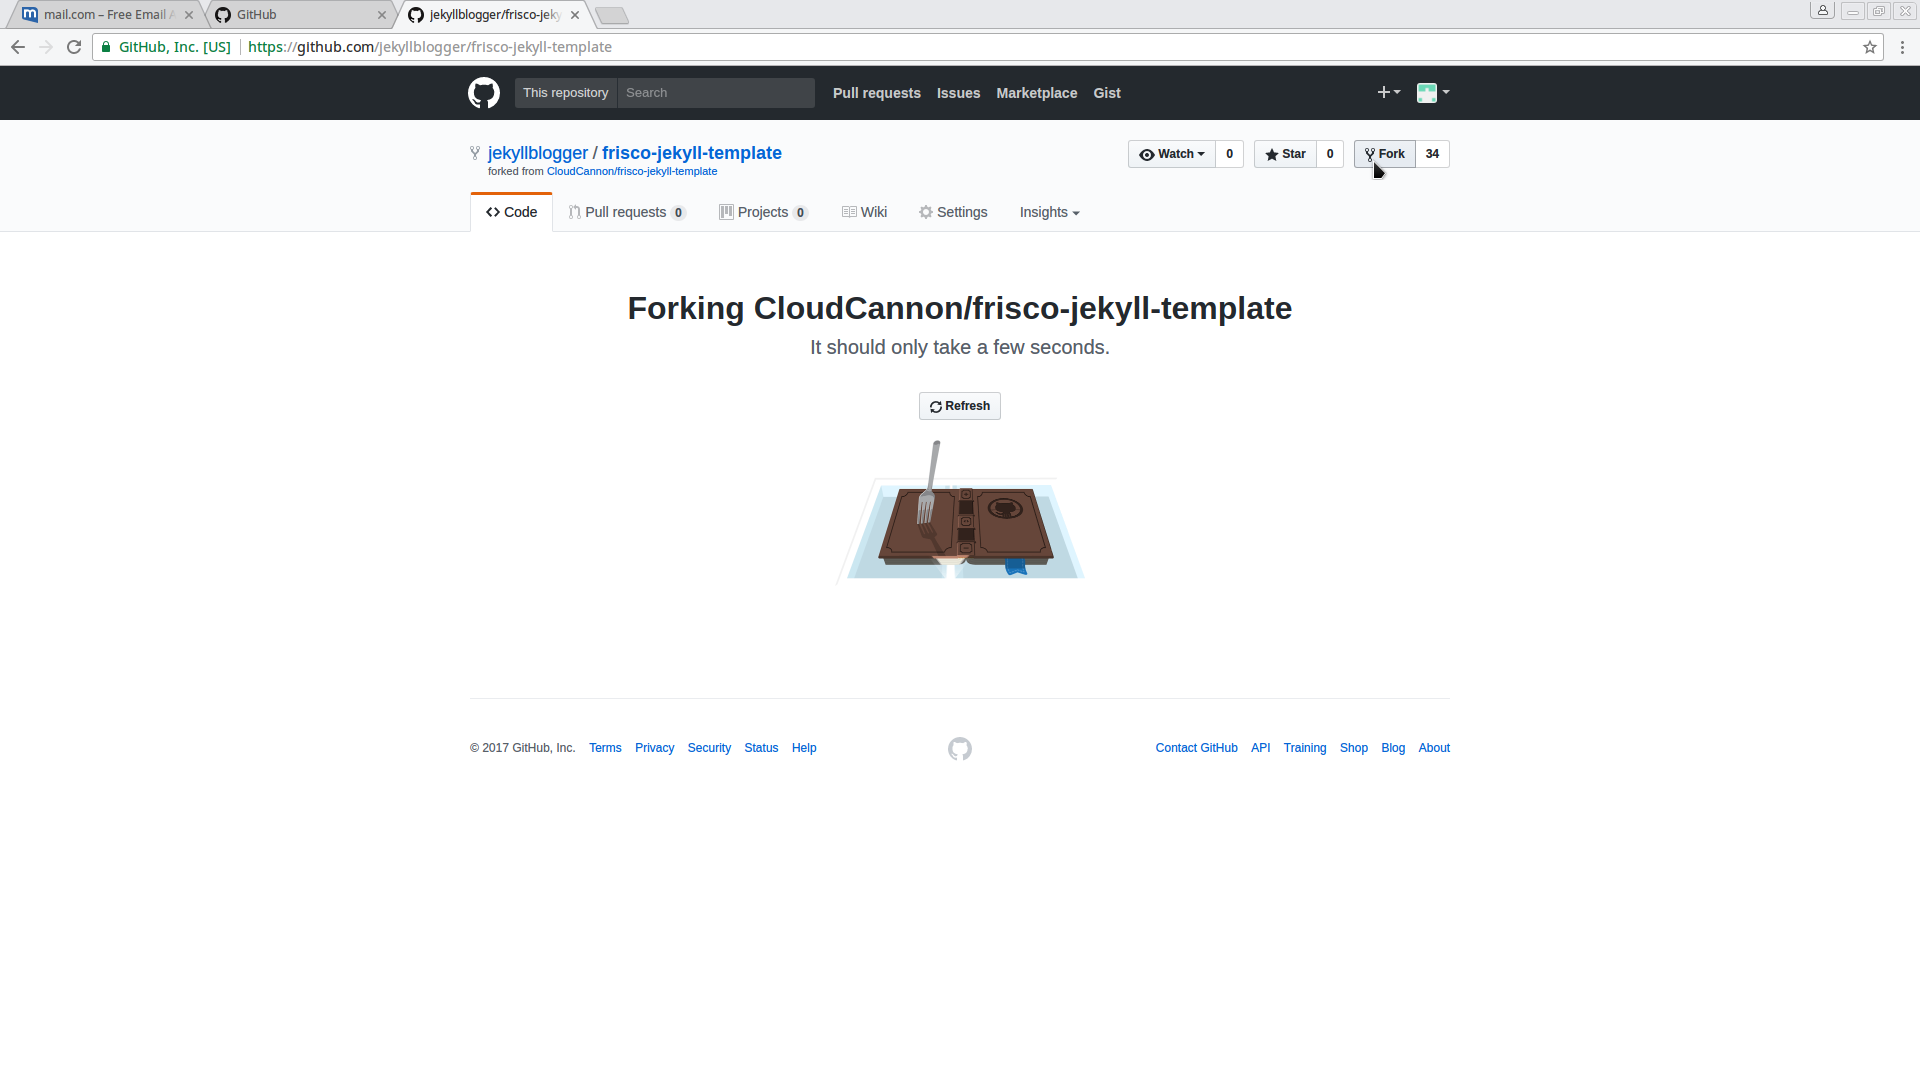 mail.com – Free Email A
GitHub
jekyllblogger/frisco-jeky
GitHub, Inc. [US] https://github.com/jekyllblogger/frisco-jekyll-template
This repository Search Pull requests Issues Marketplace Gist
jekyllblogger / frisco-jekyll-template
forked from CloudCannon/frisco-jekyll-template
Watch 0 Star 0 Fork 34
Code Pull requests 0 Projects 0 Wiki Settings Insights
Forking CloudCannon/frisco-jekyll-template
It should only take a few seconds.
Refresh
© 2017 GitHub, Inc. Terms Privacy Security Status Help Contact GitHub API Training Shop Blog About